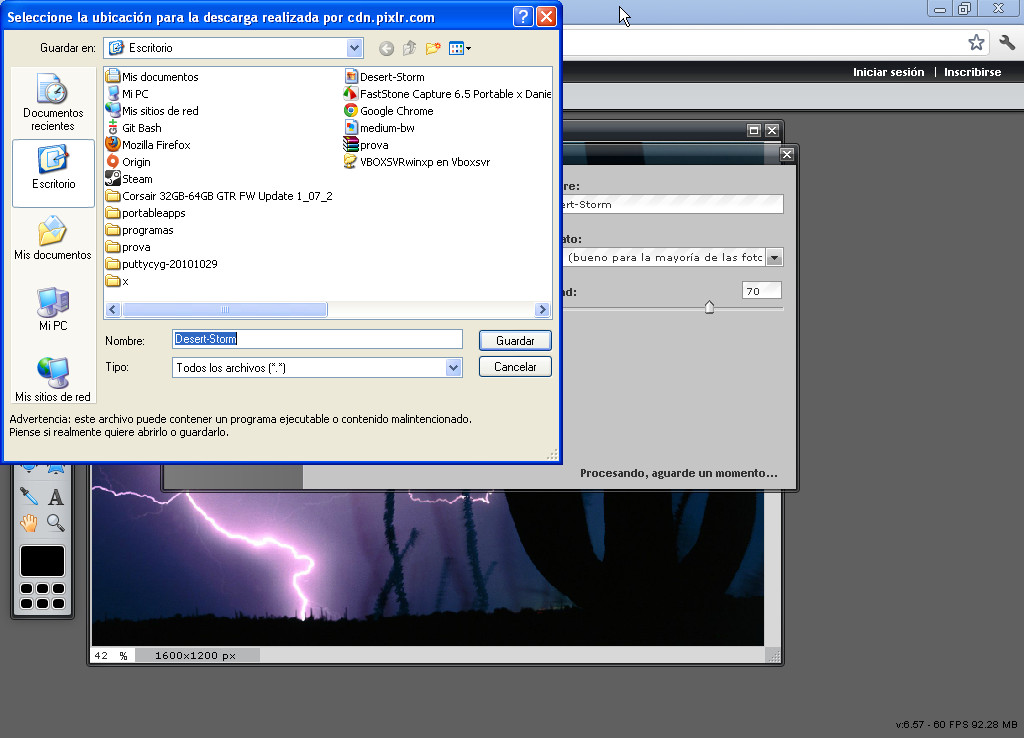 Seleccione la ubicación para la descarga realizada por cdn.pixlr.com
Guardar en:
Escritorio
Documentos recientes
Escritorio
Mis documentos
Mi PC
Mis sitios de red
Mis documentos
Mi PC
Mis sitios de red
Git Bash
Mozilla Firefox
Origin
Steam
Corsair 32GB-64GB GTR FW Update 1_07_2
portableapps
programas
prova
puttycyg-20101029
x
Desert-Storm
FastStone Capture 6.5 Portable x Danie
Google Chrome
medium-bw
prova
VBOXSVRwinxp en Vboxsvr
Nombre:
Desert-Storm
Guardar
Tipo:
Todos los archivos (*.*)
Cancelar
Advertencia: este archivo puede contener un programa ejecutable o contenido malintencionado.
Piense si realmente quiere abrirlo o guardarlo.
Iniciar sesión | Inscribirse
re:
ert-Storm
ato:
(bueno para la mayoría de las foto
ad:
70
Procesando, aguarde un momento...
A
42 %
1600x1200 px
v:6.57 - 60 FPS 92.28 MB